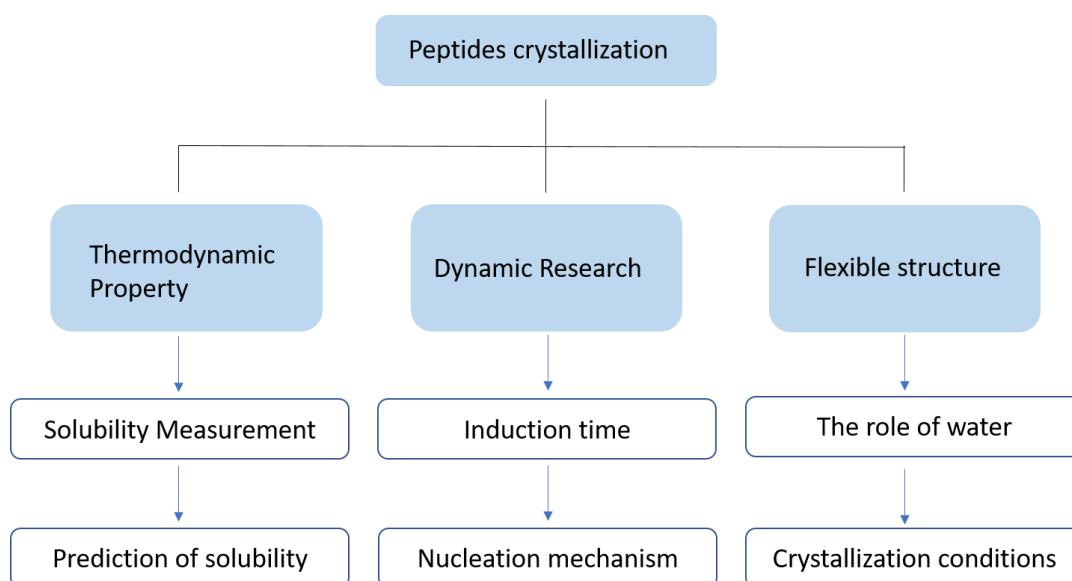 Peptides crystallization
Thermodynamic
Property
Dynamic Research
Flexible structure
Solubility Measurement
Induction time
The role of water
Prediction of solubility
Nucleation mechanism
Crystallization conditions